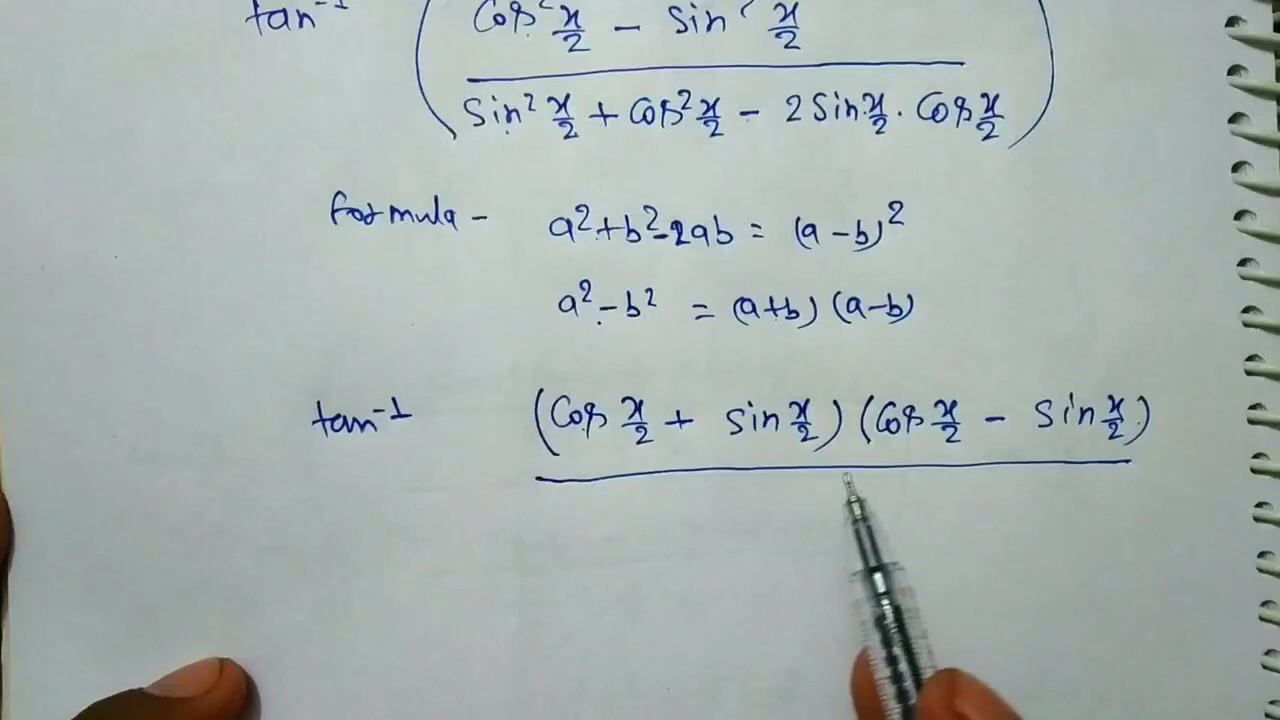 tan⁻¹ ( Cos² x/2 − Sin² x/2
Sin² x/2 + Cos² x/2 − 2 Sin x/2 . Cos x/2 )
formula - a² + b² - 2ab = (a − b)²
a² − b² = (a+b) (a−b)
tan⁻¹ (Cos x/2 + Sin x/2) (Cos x/2 − Sin x/2)